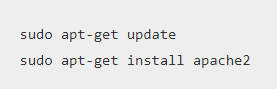 sudo apt-get update
sudo apt-get install apache2